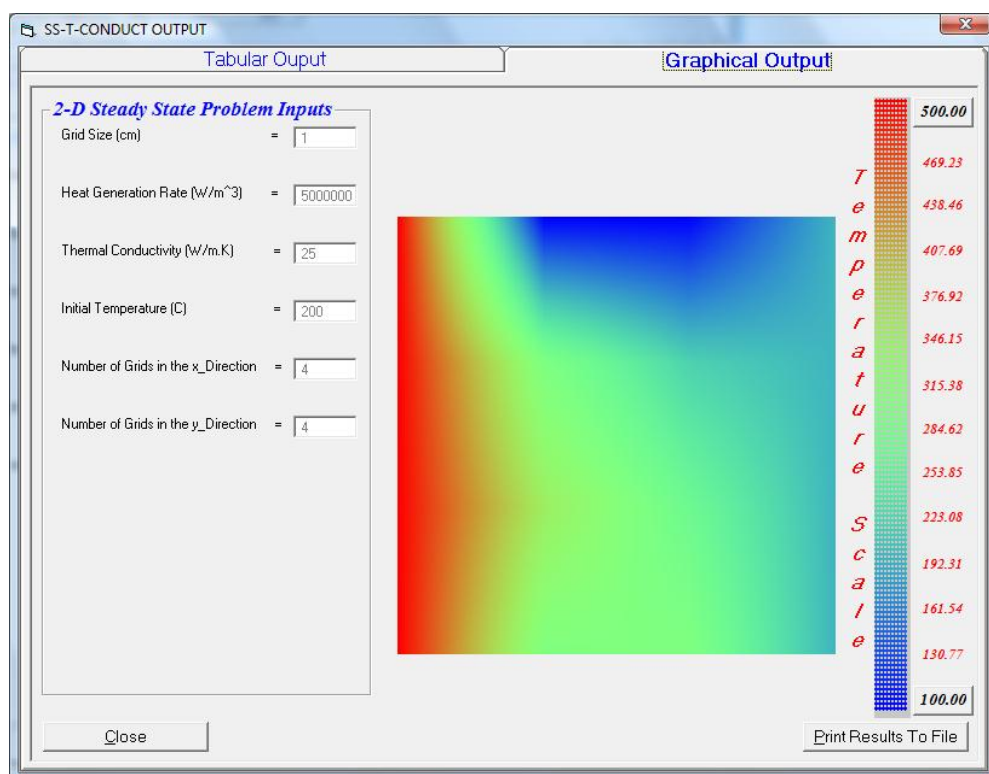 SS-T-CONDUCT OUTPUT
Tabular Ouput
Graphical Output
2-D Steady State Problem Inputs
Grid Size (cm) = 1
Heat Generation Rate (W/m^3) = 5000000
Thermal Conductivity (W/m.K) = 25
Initial Temperature (C) = 200
Number of Grids in the x_Direction = 4
Number of Grids in the y_Direction = 4
Temperature Scale
500.00
469.23
438.46
407.69
376.92
346.15
315.38
284.62
253.85
223.08
192.31
161.54
130.77
100.00
Close
Print Results To File